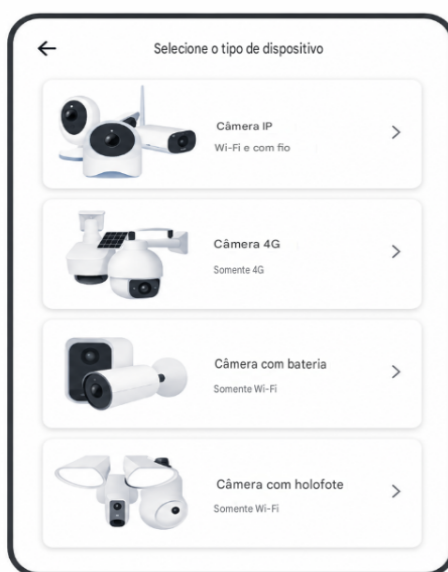 Selecione o tipo de dispositivo
Câmera IP
Wi-Fi e com fio
Câmera 4G
Somente 4G
Câmera com bateria
Somente Wi-Fi
Câmera com holofote
Somente Wi-Fi